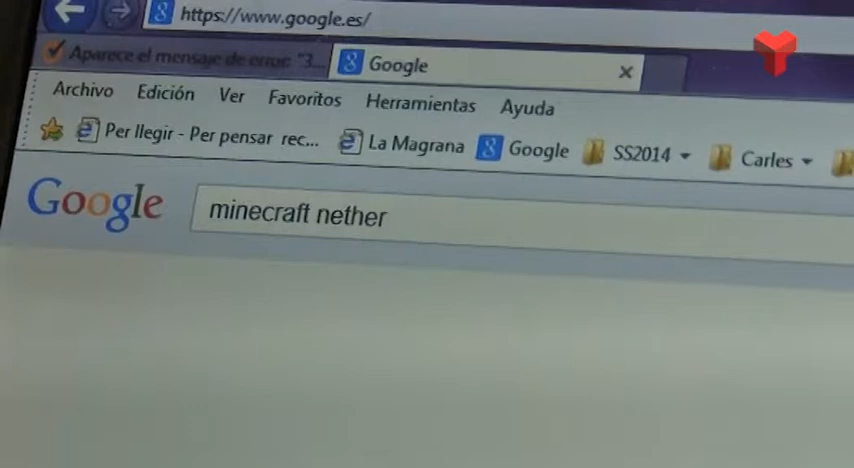 https://www.google.es/
Aparece el mensaje de error: "3...
Google
Archivo Edición Ver Favoritos Herramientas Ayuda
Per llegir - Per pensar rec... La Magrana Google SS2014 Carles
Google minecraft nether